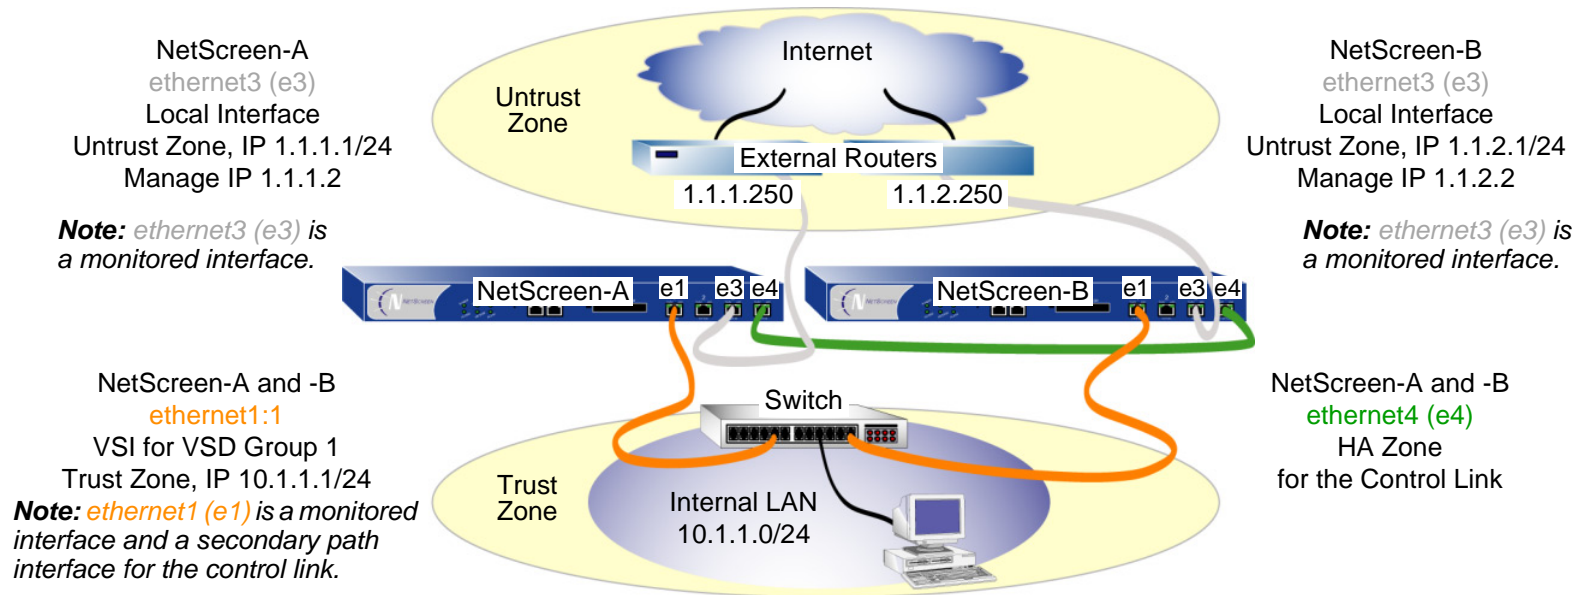 NetScreen-A
ethernet3 (e3)
Local Interface
Untrust Zone, IP 1.1.1.1/24
Manage IP 1.1.1.2
Note: ethernet3 (e3) is
a monitored interface.
Internet
Untrust
Zone
External Routers
1.1.1.250
1.1.2.250
NetScreen-B
ethernet3 (e3)
Local Interface
Untrust Zone, IP 1.1.2.1/24
Manage IP 1.1.2.2
Note: ethernet3 (e3) is
a monitored interface.
NETSCREEN
NetScreen-A
e1
e3
e4
NETSCREEN
NetScreen-B
e1
e3
e4
NetScreen-A and -B
ethernet1:1
VSI for VSD Group 1
Trust Zone, IP 10.1.1.1/24
Note: ethernet1 (e1) is a monitored
interface and a secondary path
interface for the control link.
Switch
Trust
Zone
Internal LAN
10.1.1.0/24
NetScreen-A and -B
ethernet4 (e4)
HA Zone
for the Control Link